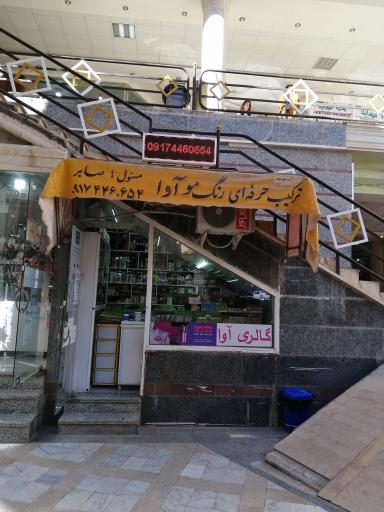 09174460654
ترکیب حرفه‌ای رنگ مو آوا
مسئول: صابر
۰۹۱۷۴۴۶۰۶۵۴
گالری آوا